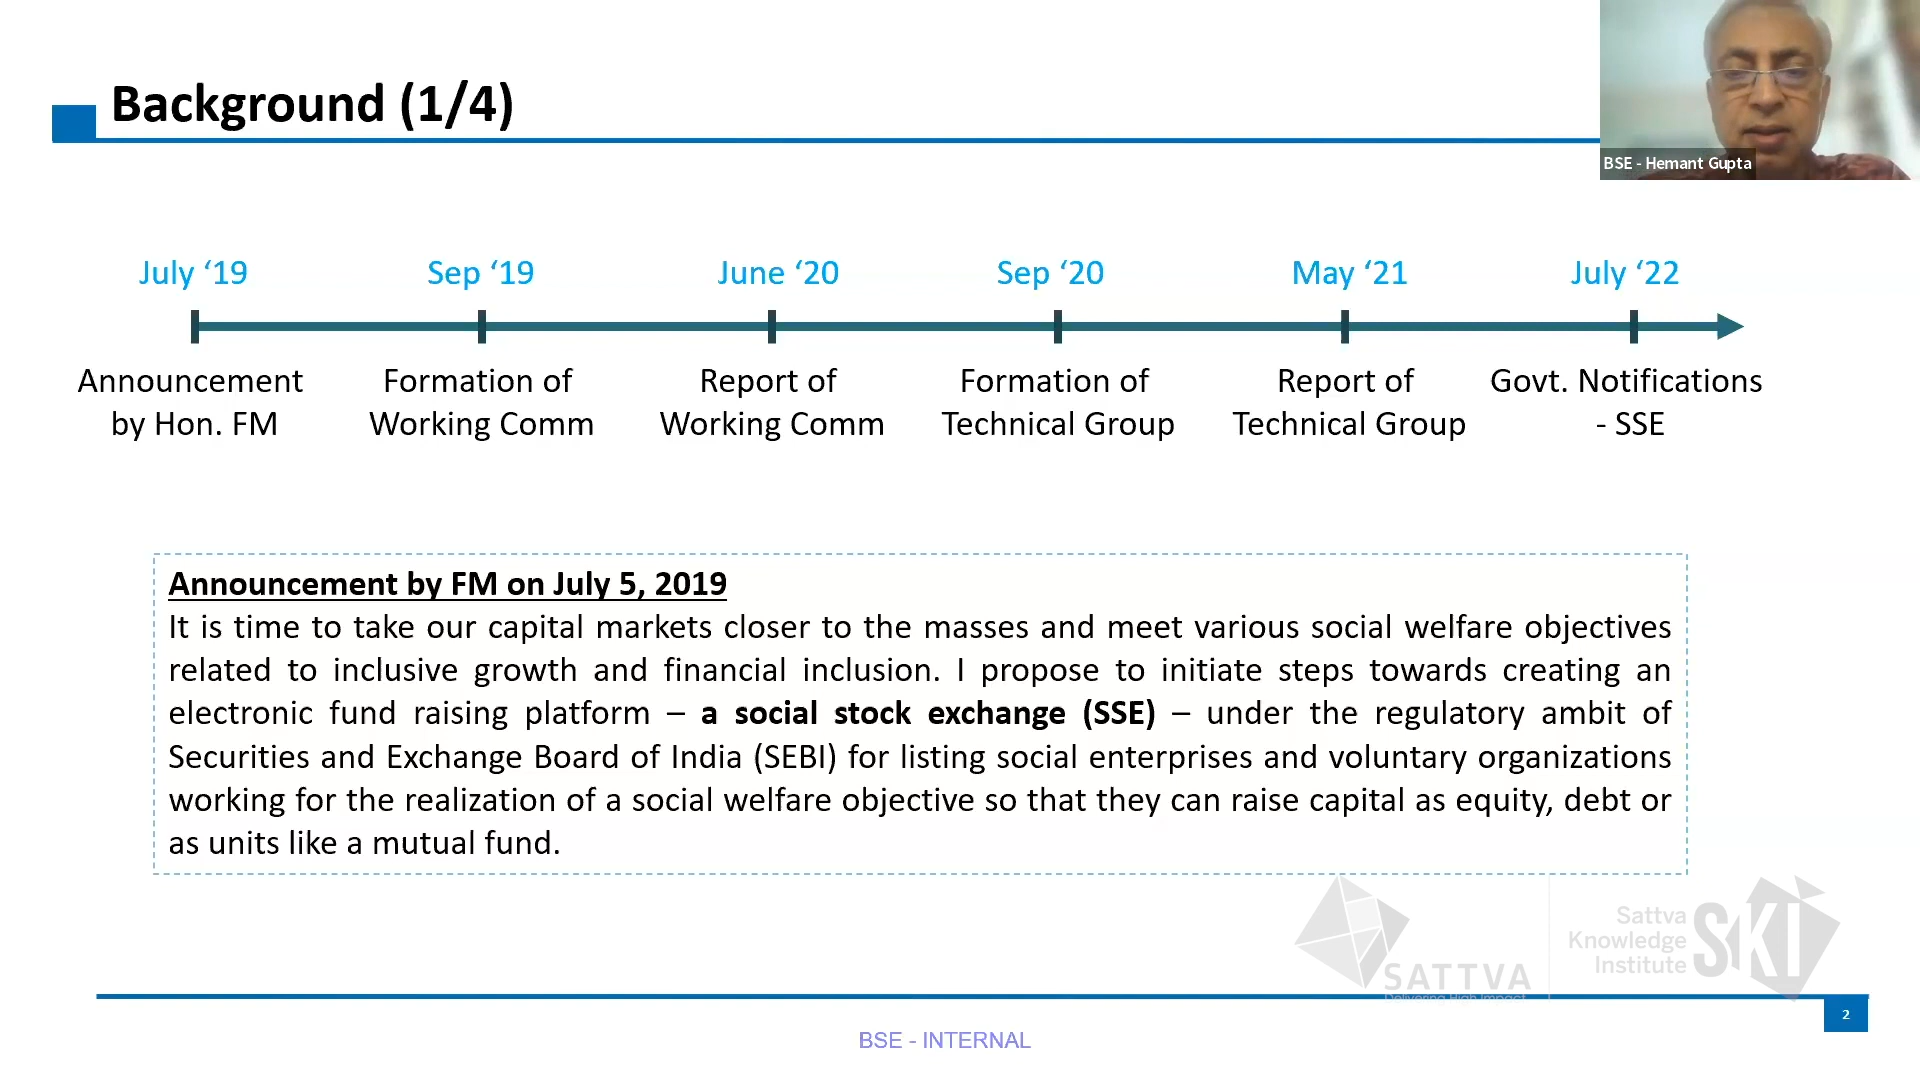 Background (1/4)
BSE - Hemant Gupta
July ‘19
Sep ‘19
June ‘20
Sep ‘20
May ‘21
July ‘22
Announcement
by Hon. FM
Formation of
Working Comm
Report of
Working Comm
Formation of
Technical Group
Report of
Technical Group
Govt. Notifications
- SSE
Announcement by FM on July 5, 2019
It is time to take our capital markets closer to the masses and meet various social welfare objectives
related to inclusive growth and financial inclusion. I propose to initiate steps towards creating an
electronic fund raising platform – a social stock exchange (SSE) – under the regulatory ambit of
Securities and Exchange Board of India (SEBI) for listing social enterprises and voluntary organizations
working for the realization of a social welfare objective so that they can raise capital as equity, debt or
as units like a mutual fund.
SATTVA
Delivering High Impact
Sattva
Knowledge
Institute
SKI
2
BSE - INTERNAL